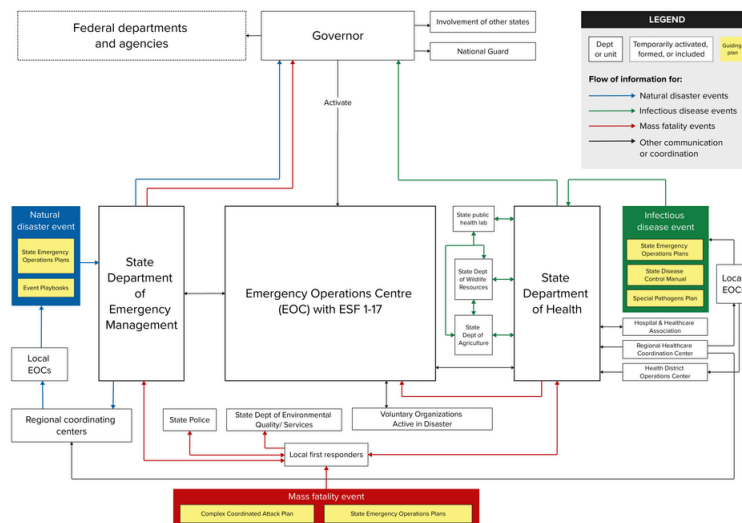 Federal departments
and agencies
Governor
Involvement of other states
National Guard
Activate
LEGEND
Dept
or unit
Temporarily activated,
formed, or included
Guiding
plan
Flow of information for:
Natural disaster events
Infectious disease events
Mass fatality events
Other communication
or coordination
Natural
disaster event
State Emergency
Operations Plans
Event Playbooks
State
Department
of
Emergency
Management
Emergency Operations Centre
(EOC) with ESF 1-17
State public
health lab
State Dept
of Wildlife
Resources
State
Dept of
Agriculture
State
Department
of Health
Infectious
disease event
State Emergency
Operations Plans
State Disease
Control Manual
Special Pathogens Plan
Local
EOCs
Hospital & Healthcare
Association
Regional Healthcare
Coordination Center
Health District
Operations Center
Local
EOCs
Regional coordinating
centers
State Police
State Dept of Environmental
Quality/ Services
Voluntary Organizations
Active in Disaster
Local first responders
Mass fatality event
Complex Coordinated Attack Plan
State Emergency Operations Plans